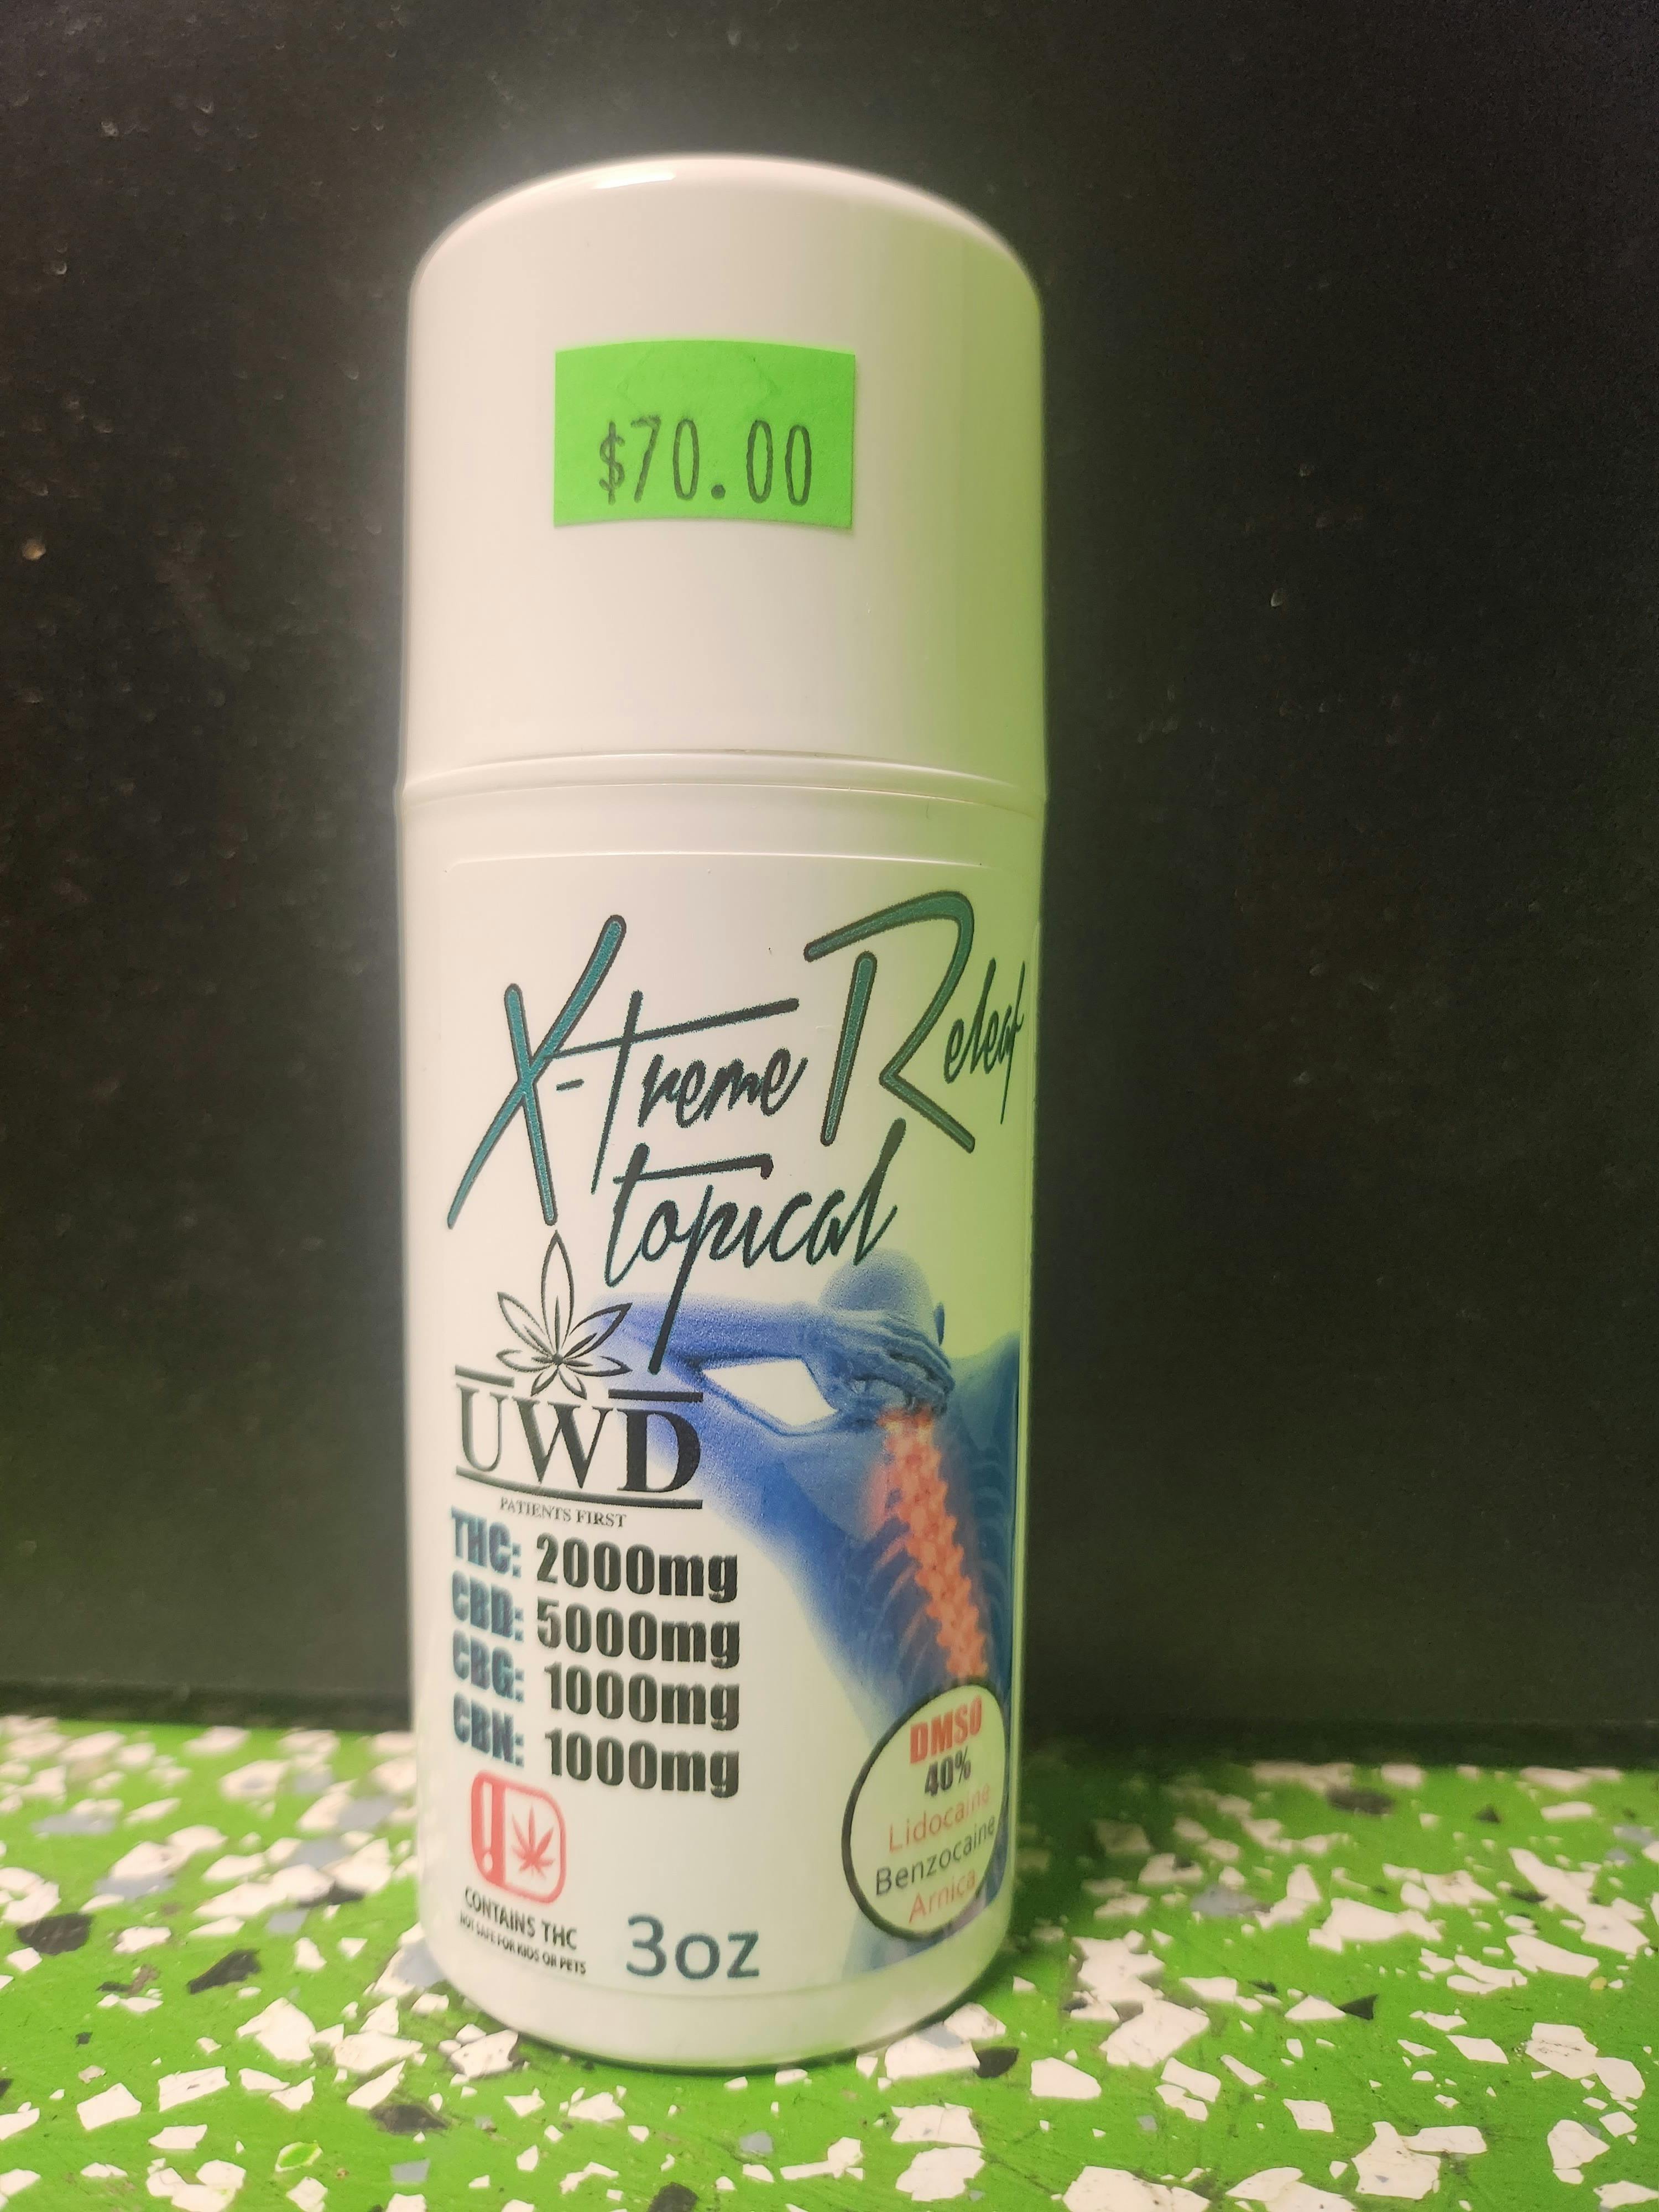 $70.00
X-Treme Releaf
Topical
UWD
PATIENTS FIRST
THC: 2000mg
CBD: 5000mg
CBG: 1000mg
CBN: 1000mg
DMSO
40%
Lidocaine
Benzocaine
Arnica
CONTAINS THC
NOT SAFE FOR KIDS OR PETS
3oz